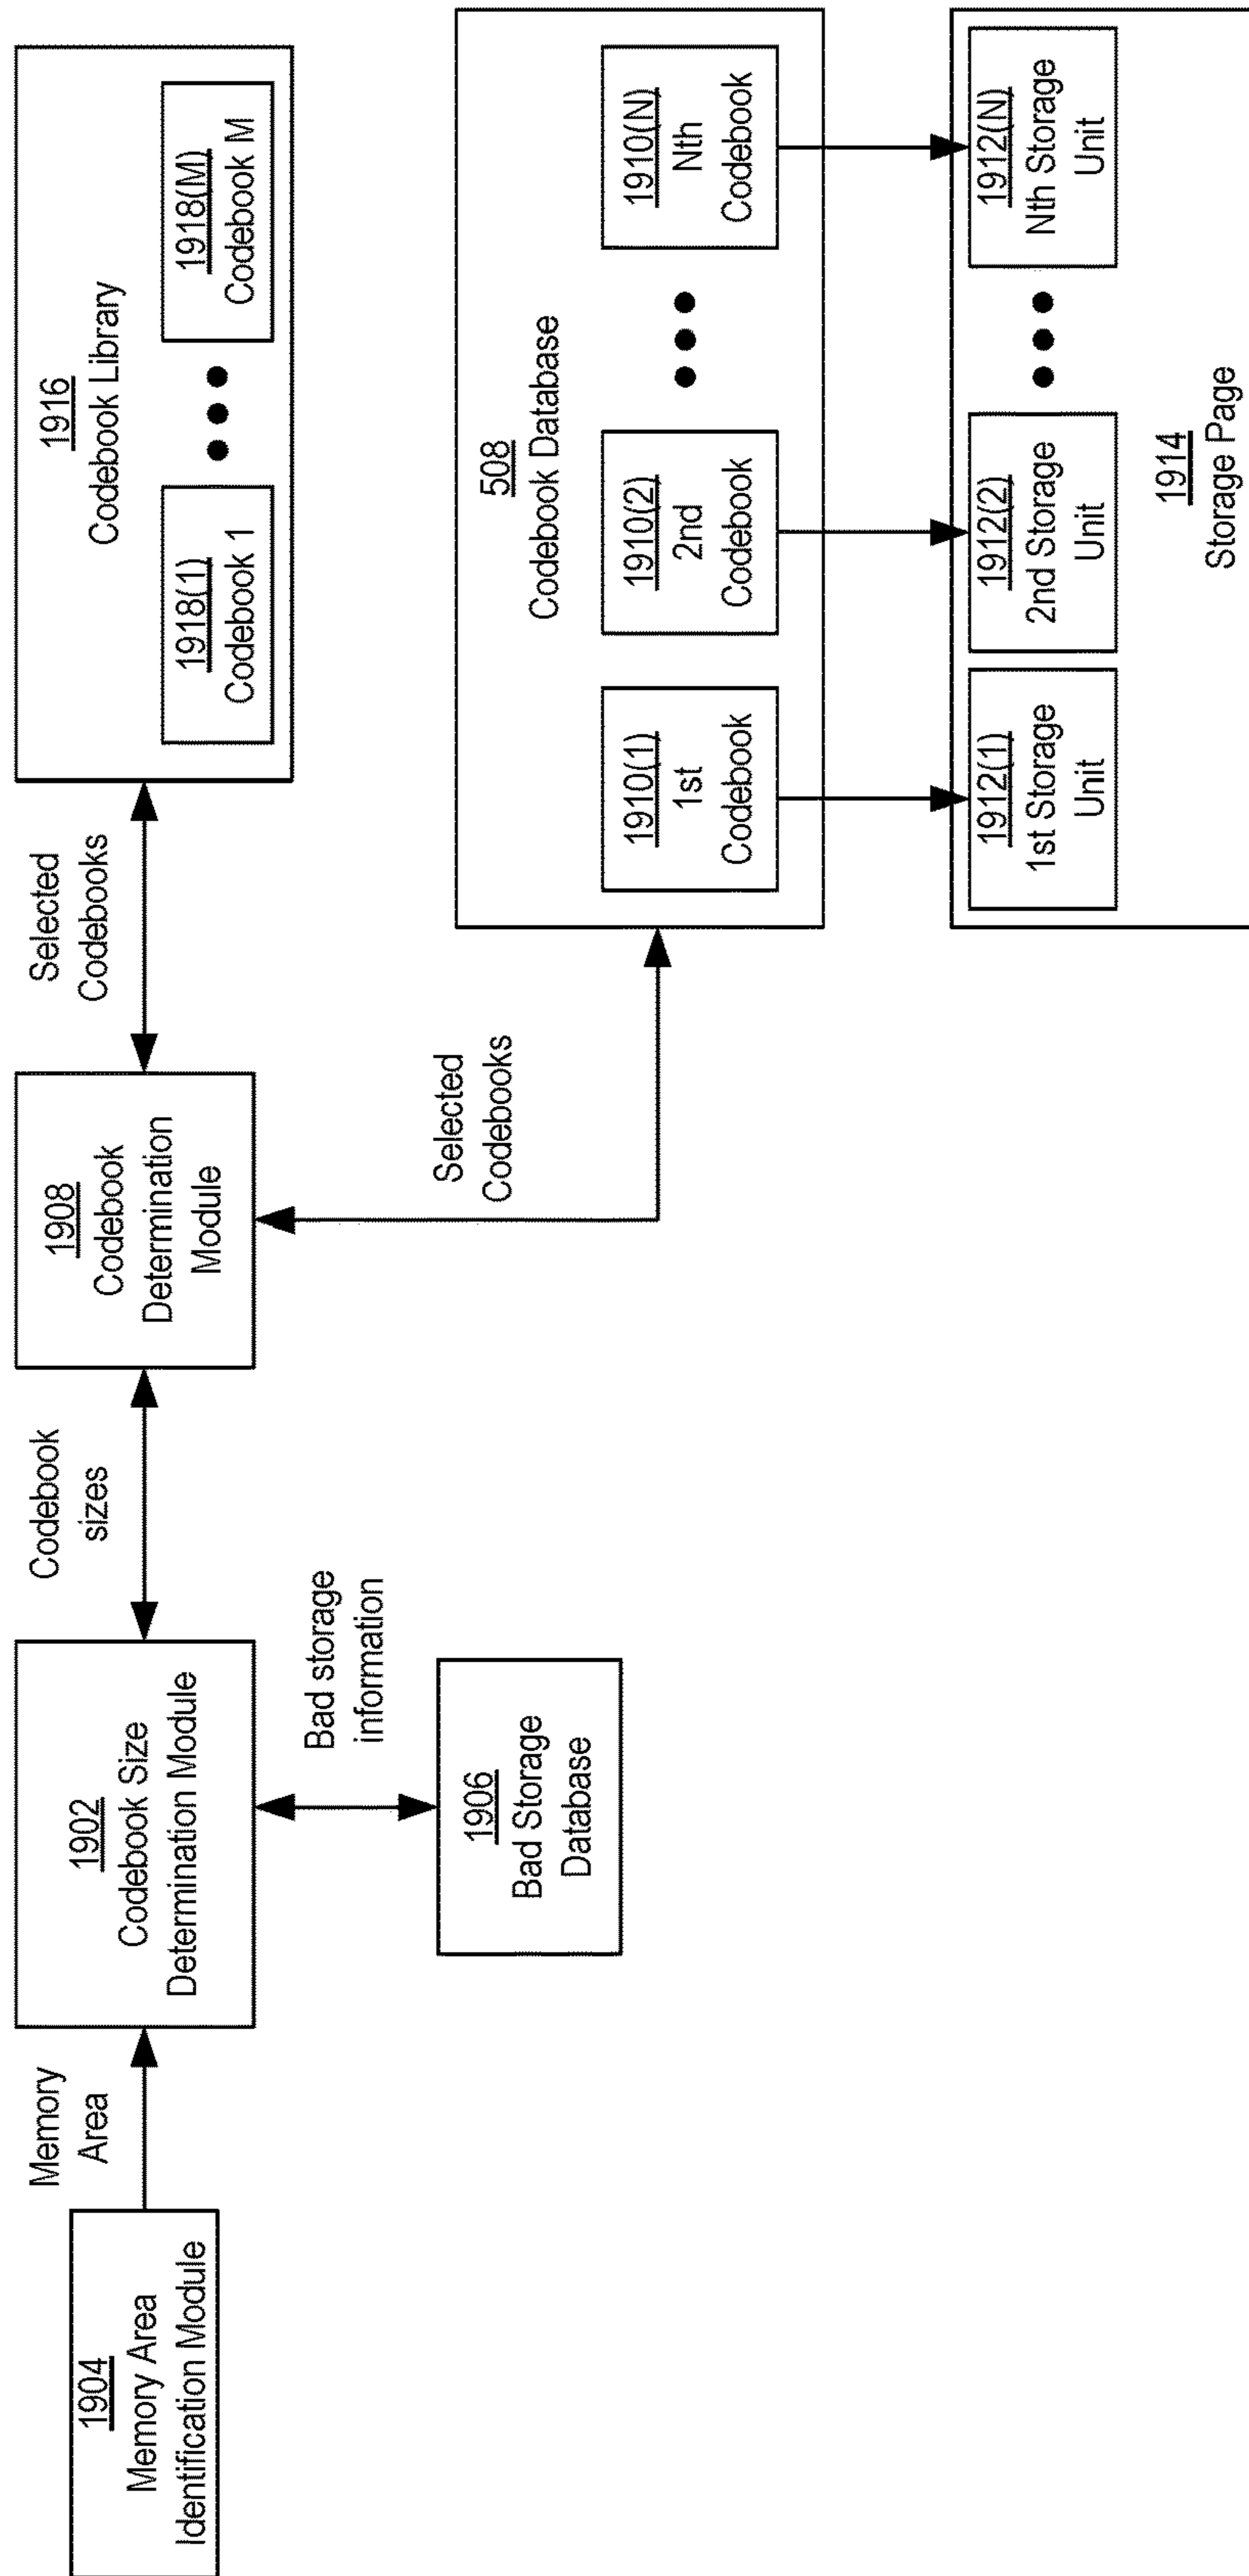 1904
Memory Area
Identification Module
Memory
Area
1902
Codebook Size
Determination Module
Bad storage
information
1906
Bad Storage
Database
Codebook
sizes
1908
Codebook
Determination
Module
Selected
Codebooks
Selected
Codebooks
1916
Codebook Library
1918(1)
Codebook 1
1918(M)
Codebook M
508
Codebook Database
1910(1)
1st
Codebook
1910(2)
2nd
Codebook
1910(N)
Nth
Codebook
1912(1)
1st Storage
Unit
1912(2)
2nd Storage
Unit
1912(N)
Nth Storage
Unit
1914
Storage Page